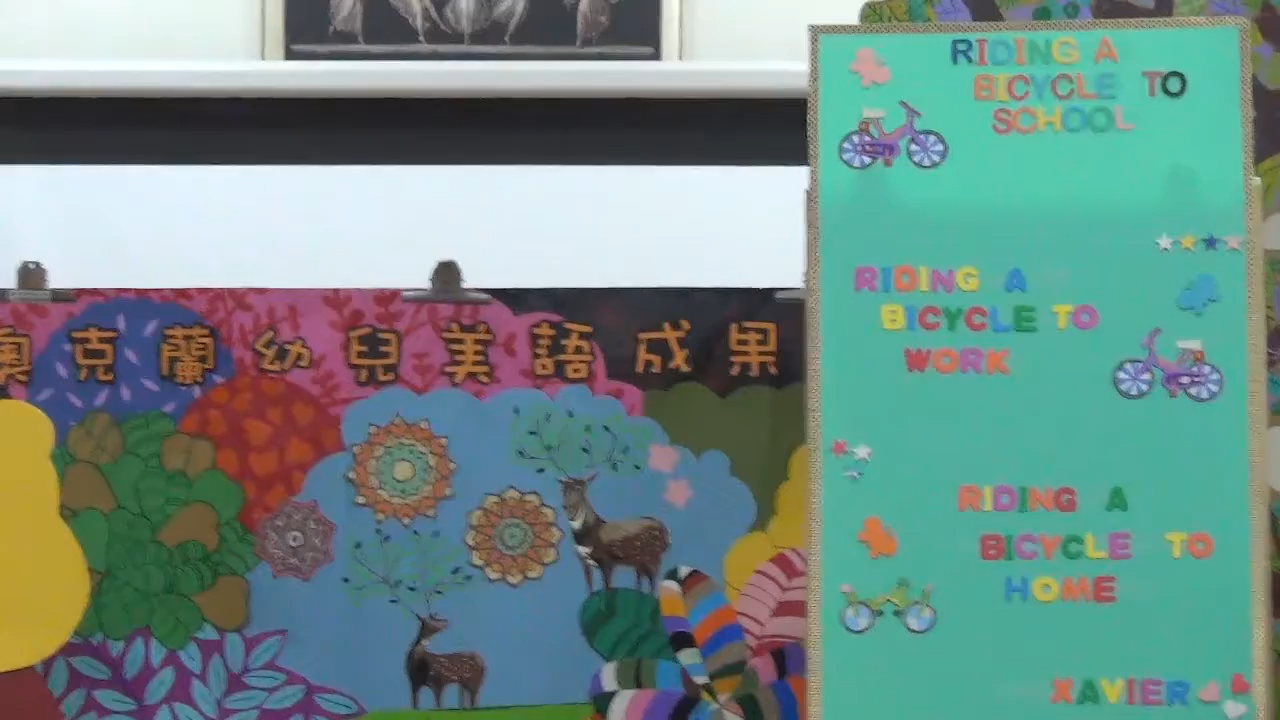 奧克蘭幼兒美語成果
RIDING A
BICYCLE TO
SCHOOL
RIDING A
BICYCLE TO
WORK
RIDING A
BICYCLE TO
HOME
XAVIER